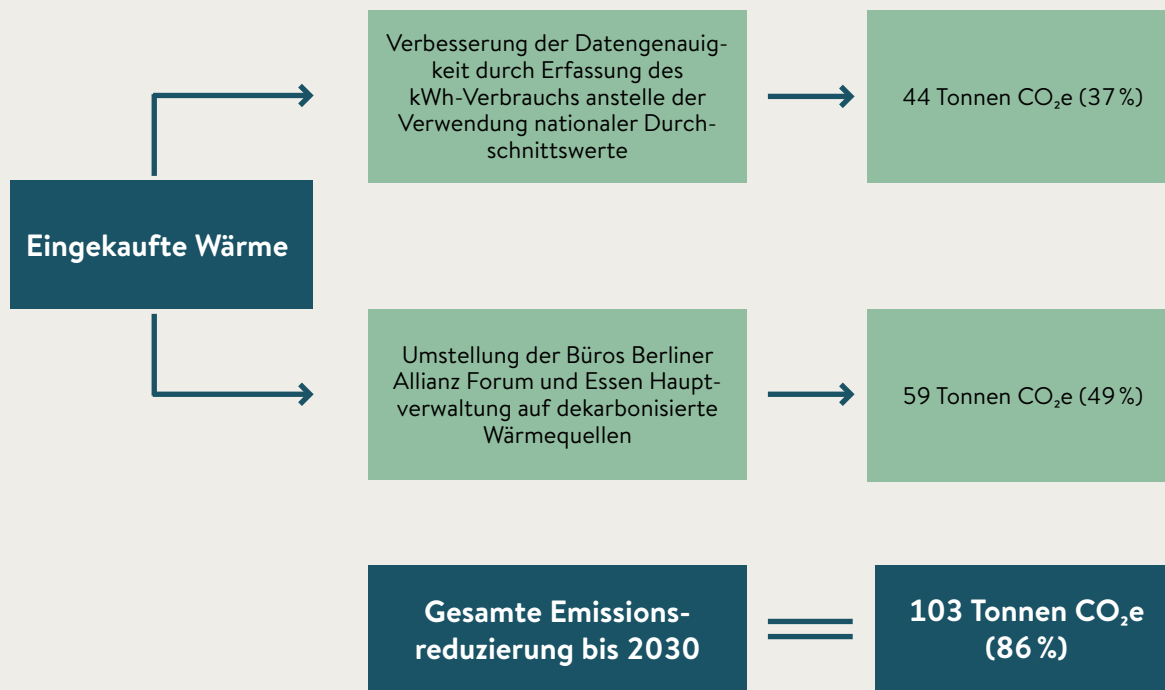 Verbesserung der Datengenauig-
keit durch Erfassung des
kWh-Verbrauchs anstelle der
Verwendung nationaler Durch-
schnittswerte
44 Tonnen CO₂e (37 %)
Eingekaufte Wärme
Umstellung der Büros Berliner
Allianz Forum und Essen Haupt-
verwaltung auf dekarbonisierte
Wärmequellen
59 Tonnen CO₂e (49 %)
Gesamte Emissions-
reduzierung bis 2030
103 Tonnen CO₂e
(86 %)